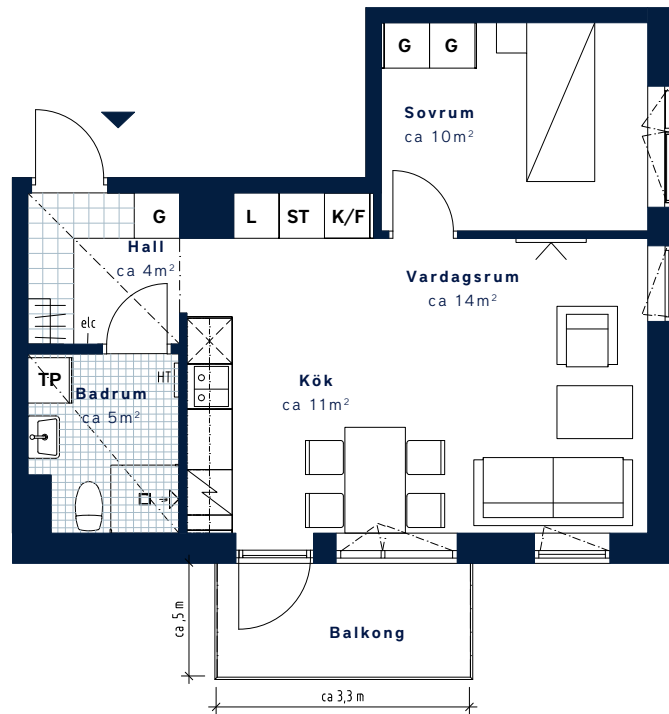 G G
Sovrum
ca 10m²
G
L ST K/F
Hall
ca 4m²
Vardagsrum
ca 14m²
elc
TP
HT
Badrum
ca 5m²
Kök
ca 11m²
ca ,5 m
Balkong
ca 3,3 m